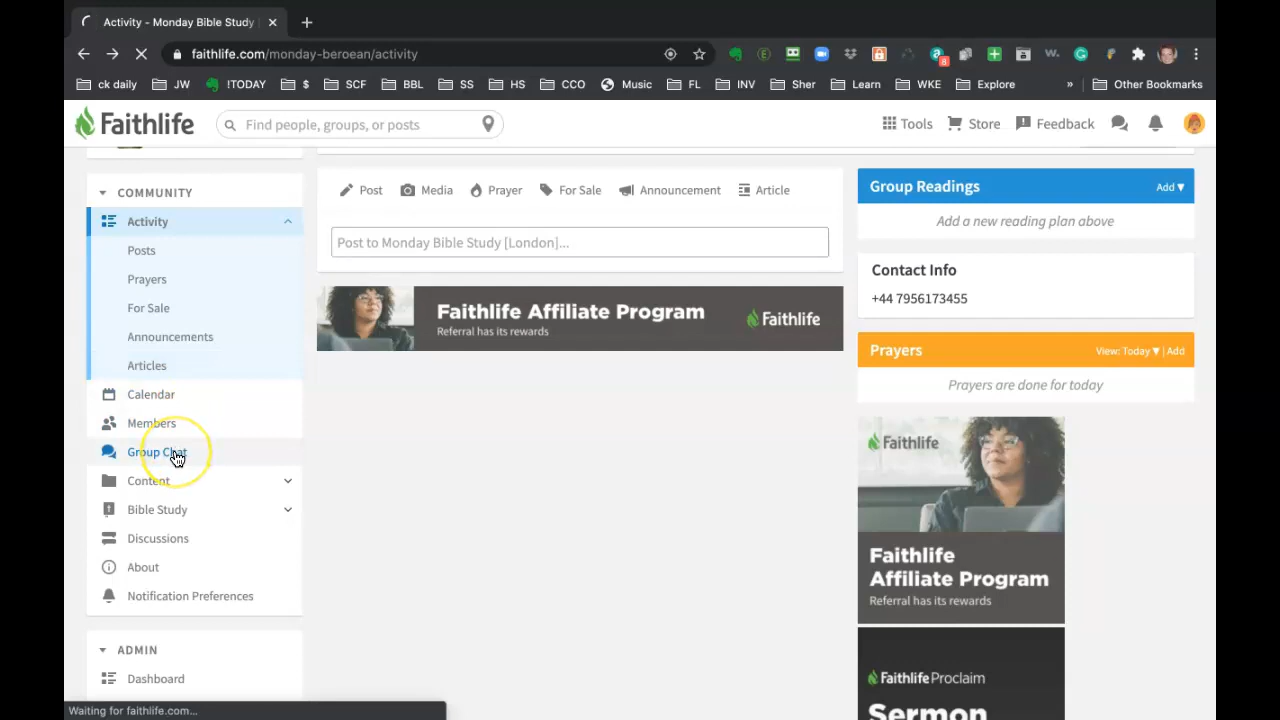 Activity – Monday Bible Study
faithlife.com/monday-beroean/activity
8
ck daily
JW
!TODAY
$
SCF
BBL
SS
HS
CCO
Music
FL
INV
Sher
Learn
WKE
Explore
»
Other Bookmarks
Faithlife
Find people, groups, or posts
Tools
Store
Feedback
COMMUNITY
Activity
Posts
Prayers
For Sale
Announcements
Articles
Calendar
Members
Group Chat
Content
Bible Study
Discussions
About
Notification Preferences
ADMIN
Dashboard
Post
Media
Prayer
For Sale
Announcement
Article
Post to Monday Bible Study [London]...
Faithlife Affiliate Program
Referral has its rewards
Faithlife
Group Readings
Add ▼
Add a new reading plan above
Contact Info
+44 7956173455
Prayers
View: Today ▼ | Add
Prayers are done for today
Faithlife
Faithlife
Affiliate Program
Referral has its rewards
Faithlife Proclaim
Sermon
Waiting for faithlife.com...